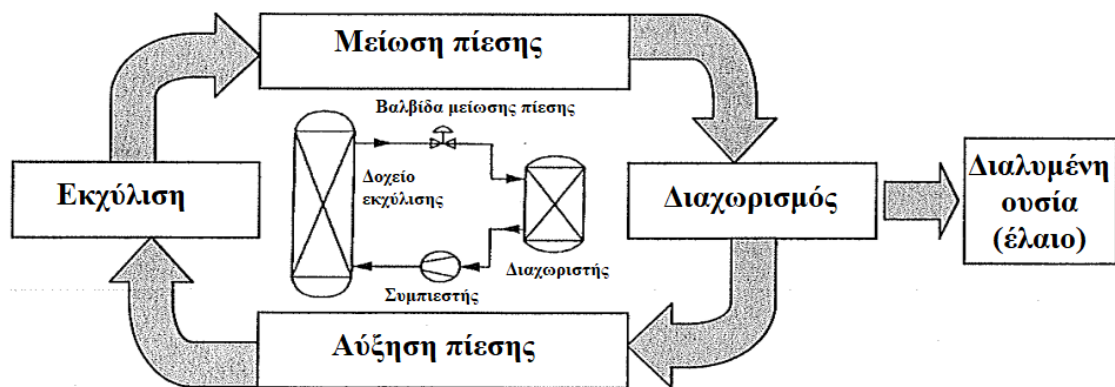 Μείωση πίεσης
Βαλβίδα μείωσης πίεσης
Εκχύλιση
Δοχείο
εκχύλισης
Διαχωρισμός
Διαλυμένη
ουσία
(έλαιο)
Διαχωριστής
Συμπιεστής
Αύξηση πίεσης